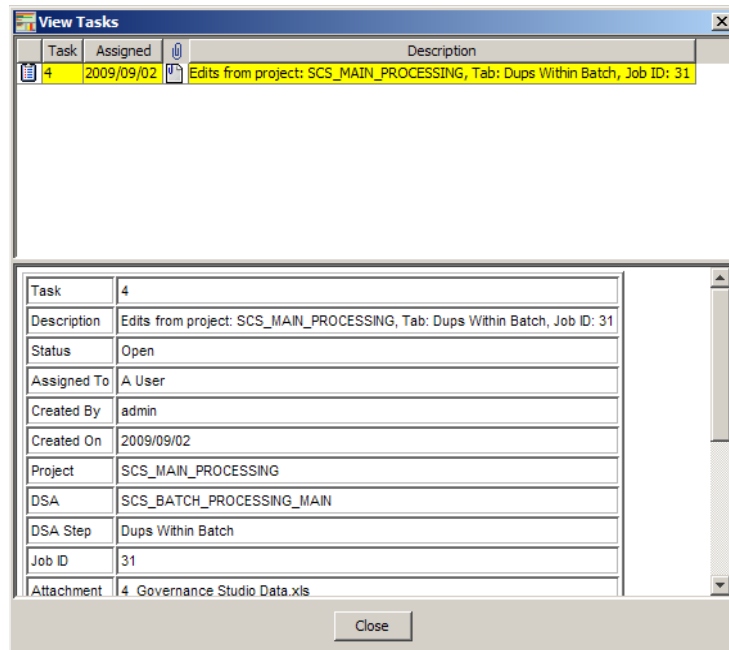 View Tasks
Task Assigned Description
4 2009/09/02 Edits from project: SCS_MAIN_PROCESSING, Tab: Dups Within Batch, Job ID: 31
Task 4
Description Edits from project: SCS_MAIN_PROCESSING, Tab: Dups Within Batch, Job ID: 31
Status Open
Assigned To A User
Created By admin
Created On 2009/09/02
Project SCS_MAIN_PROCESSING
DSA SCS_BATCH_PROCESSING_MAIN
DSA Step Dups Within Batch
Job ID 31
Attachment 4_Governance Studio Data.xls
Close